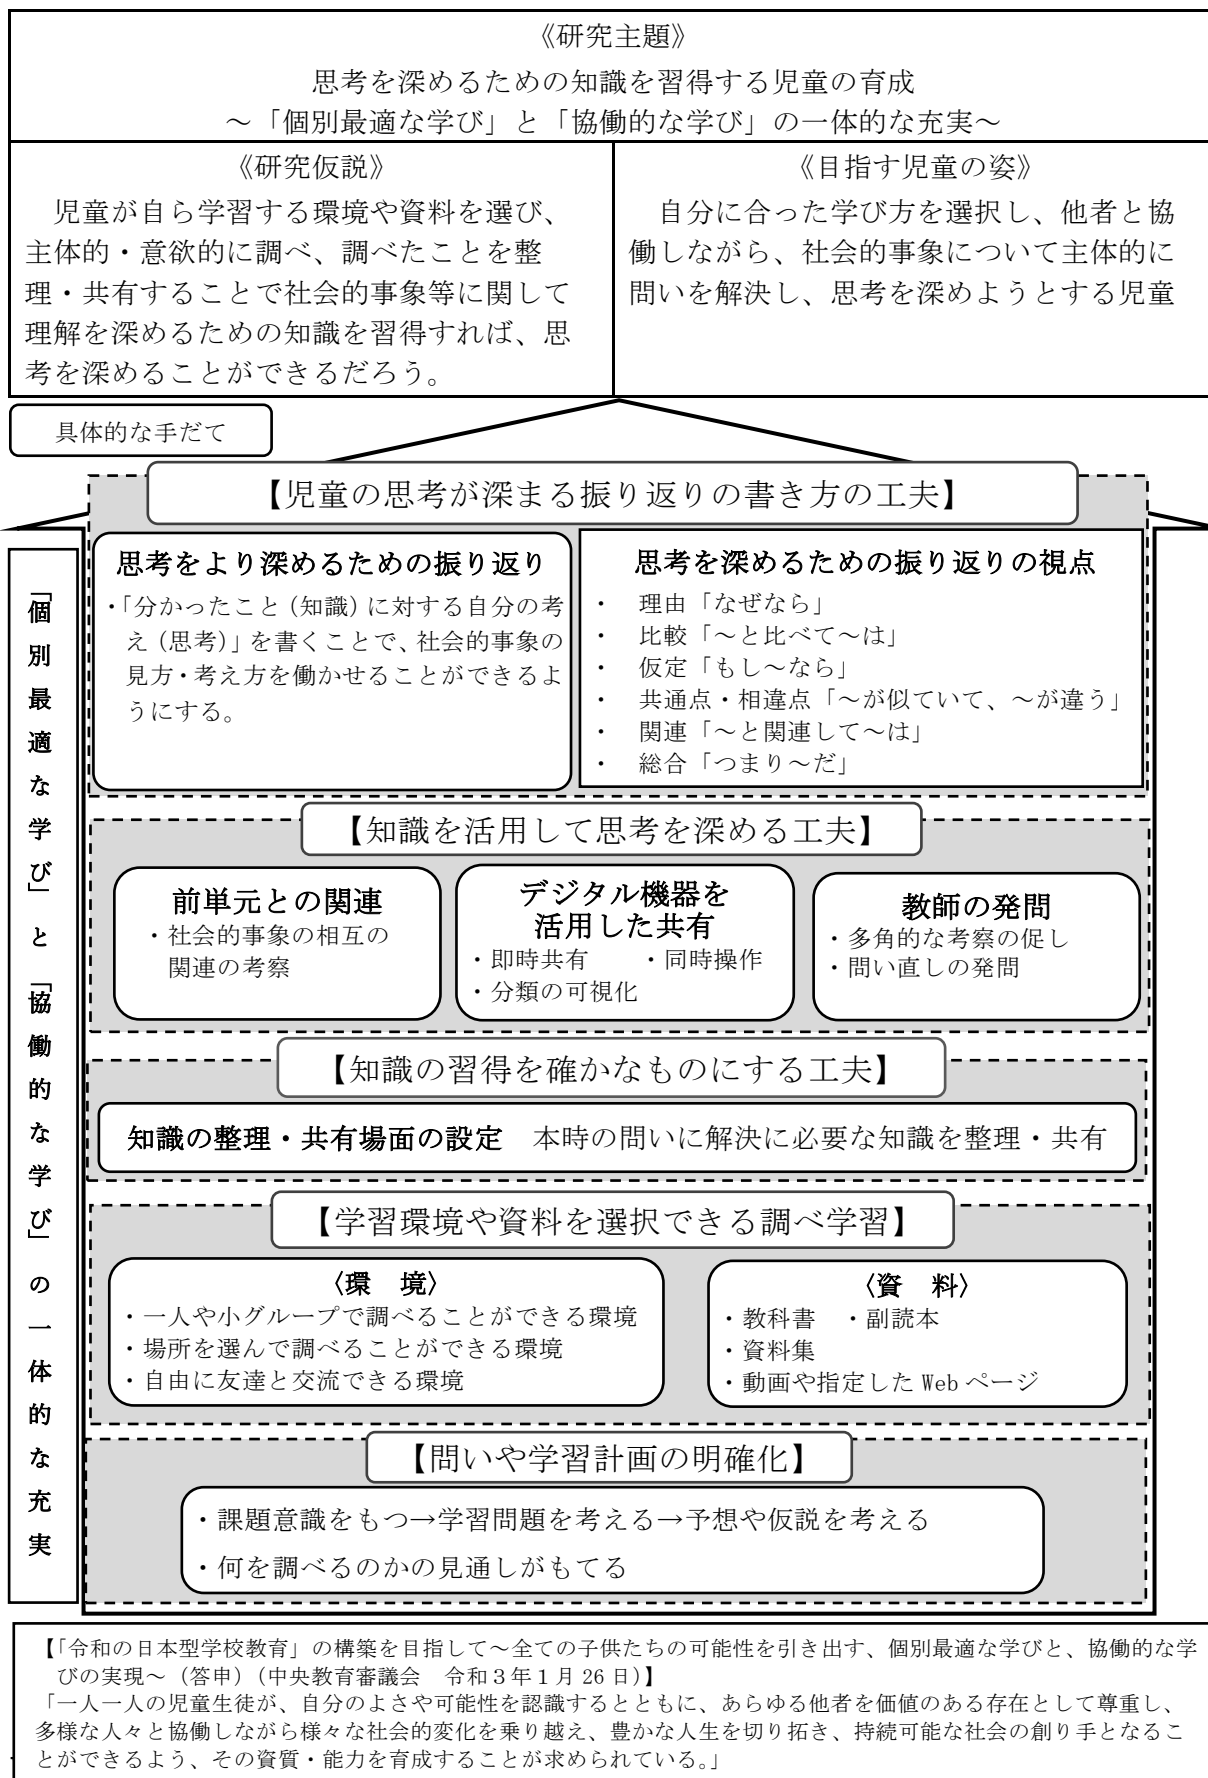 《研究主題》
思考を深めるための知識を習得する児童の育成
～「個別最適な学び」と「協働的な学び」の一体的な充実～
《研究仮説》
児童が自ら学習する環境や資料を選び、
主体的・意欲的に調べ、調べたことを整
理・共有することで社会的事象等に関して
理解を深めるための知識を習得すれば、思
考を深めることができるだろう。
《目指す児童の姿》
自分に合った学び方を選択し、他者と協
働しながら、社会的事象について主体的に
問いを解決し、思考を深めようとする児童
具体的な手だて
「個別最適な学び」と「協働的な学び」の一体的な充実
【児童の思考が深まる振り返りの書き方の工夫】
思考をより深めるための振り返り
・「分かったこと（知識）に対する自分の考
え（思考）」を書くことで、社会的事象の
見方・考え方を働かせることができるよ
うにする。
思考を深めるための振り返りの視点
・ 理由「なぜなら」
・ 比較「～と比べて～は」
・ 仮定「もし～なら」
・ 共通点・相違点「～が似ていて、～が違う」
・ 関連「～と関連して～は」
・ 総合「つまり～だ」
【知識を活用して思考を深める工夫】
前単元との関連
・社会的事象の相互の
関連の考察
デジタル機器を
活用した共有
・即時共有 ・同時操作
・分類の可視化
教師の発問
・多角的な考察の促し
・問い直しの発問
【知識の習得を確かなものにする工夫】
知識の整理・共有場面の設定 本時の問いに解決に必要な知識を整理・共有
【学習環境や資料を選択できる調べ学習】
〈環 境〉
・一人や小グループで調べることができる環境
・場所を選んで調べることができる環境
・自由に友達と交流できる環境
〈資 料〉
・教科書 ・副読本
・資料集
・動画や指定した Web ページ
【問いや学習計画の明確化】
・課題意識をもつ→学習問題を考える→予想や仮説を考える
・何を調べるのかの見通しがもてる
【「令和の日本型学校教育」の構築を目指して～全ての子供たちの可能性を引き出す、個別最適な学びと、協働的な学
びの実現～（答申）（中央教育審議会 令和３年１月 26 日）】
「一人一人の児童生徒が、自分のよさや可能性を認識するとともに、あらゆる他者を価値のある存在として尊重し、
多様な人々と協働しながら様々な社会的変化を乗り越え、豊かな人生を切り拓き、持続可能な社会の創り手となるこ
とができるよう、その資質・能力を育成することが求められている。」